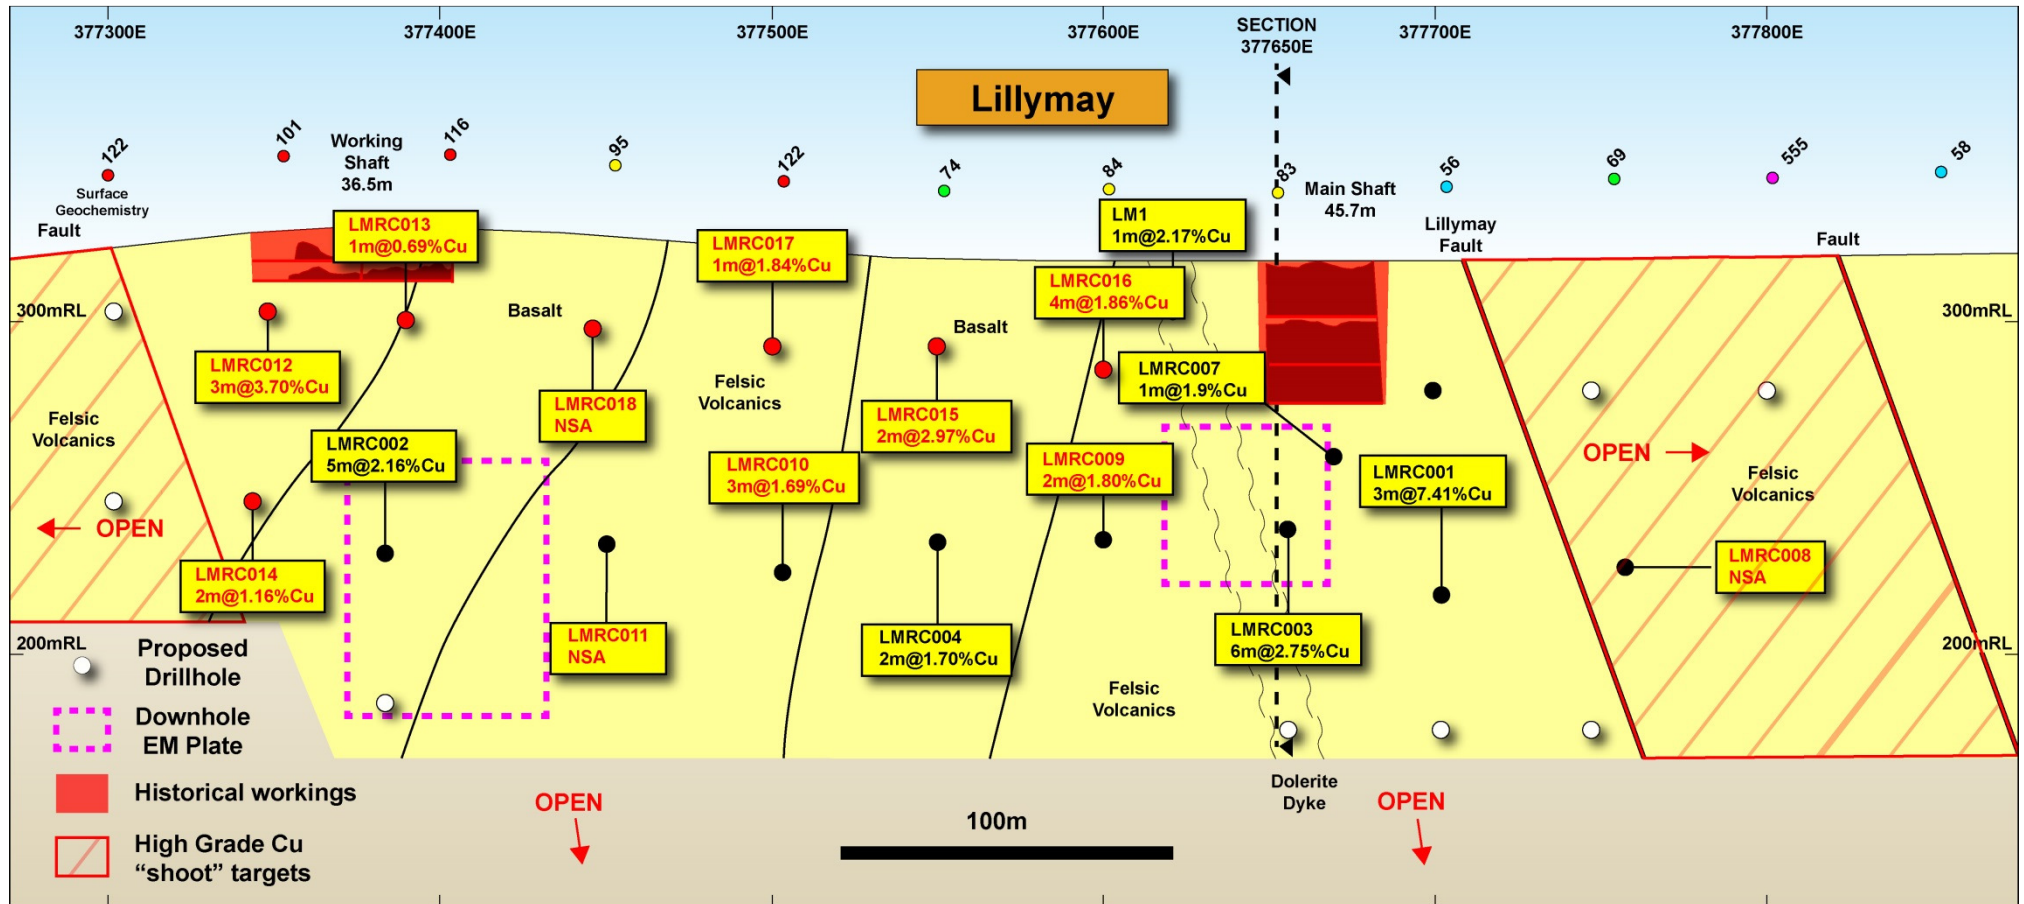 377300E
377400E
377500E
377600E
SECTION
377650E
377700E
377800E
Lillymay
122
101
116
95
122
74
84
83
56
69
555
58
Surface
Geochemistry
Working
Shaft
36.5m
Main Shaft
45.7m
Fault
Lillymay
Fault
Fault
LMRC013
1m@0.69%Cu
LMRC017
1m@1.84%Cu
LM1
1m@2.17%Cu
LMRC016
4m@1.86%Cu
300mRL
Basalt
Basalt
300mRL
LMRC012
3m@3.70%Cu
LMRC018
NSA
Felsic
Volcanics
LMRC015
2m@2.97%Cu
LMRC007
1m@1.9%Cu
Felsic
Volcanics
LMRC002
5m@2.16%Cu
LMRC010
3m@1.69%Cu
LMRC009
2m@1.80%Cu
LMRC001
3m@7.41%Cu
OPEN
Felsic
Volcanics
OPEN
LMRC014
2m@1.16%Cu
LMRC008
NSA
LMRC011
NSA
LMRC004
2m@1.70%Cu
LMRC003
6m@2.75%Cu
200mRL
200mRL
Felsic
Volcanics
Proposed
Drillhole
Downhole
EM Plate
Historical workings
High Grade Cu
“shoot” targets
OPEN
100m
Dolerite
Dyke
OPEN